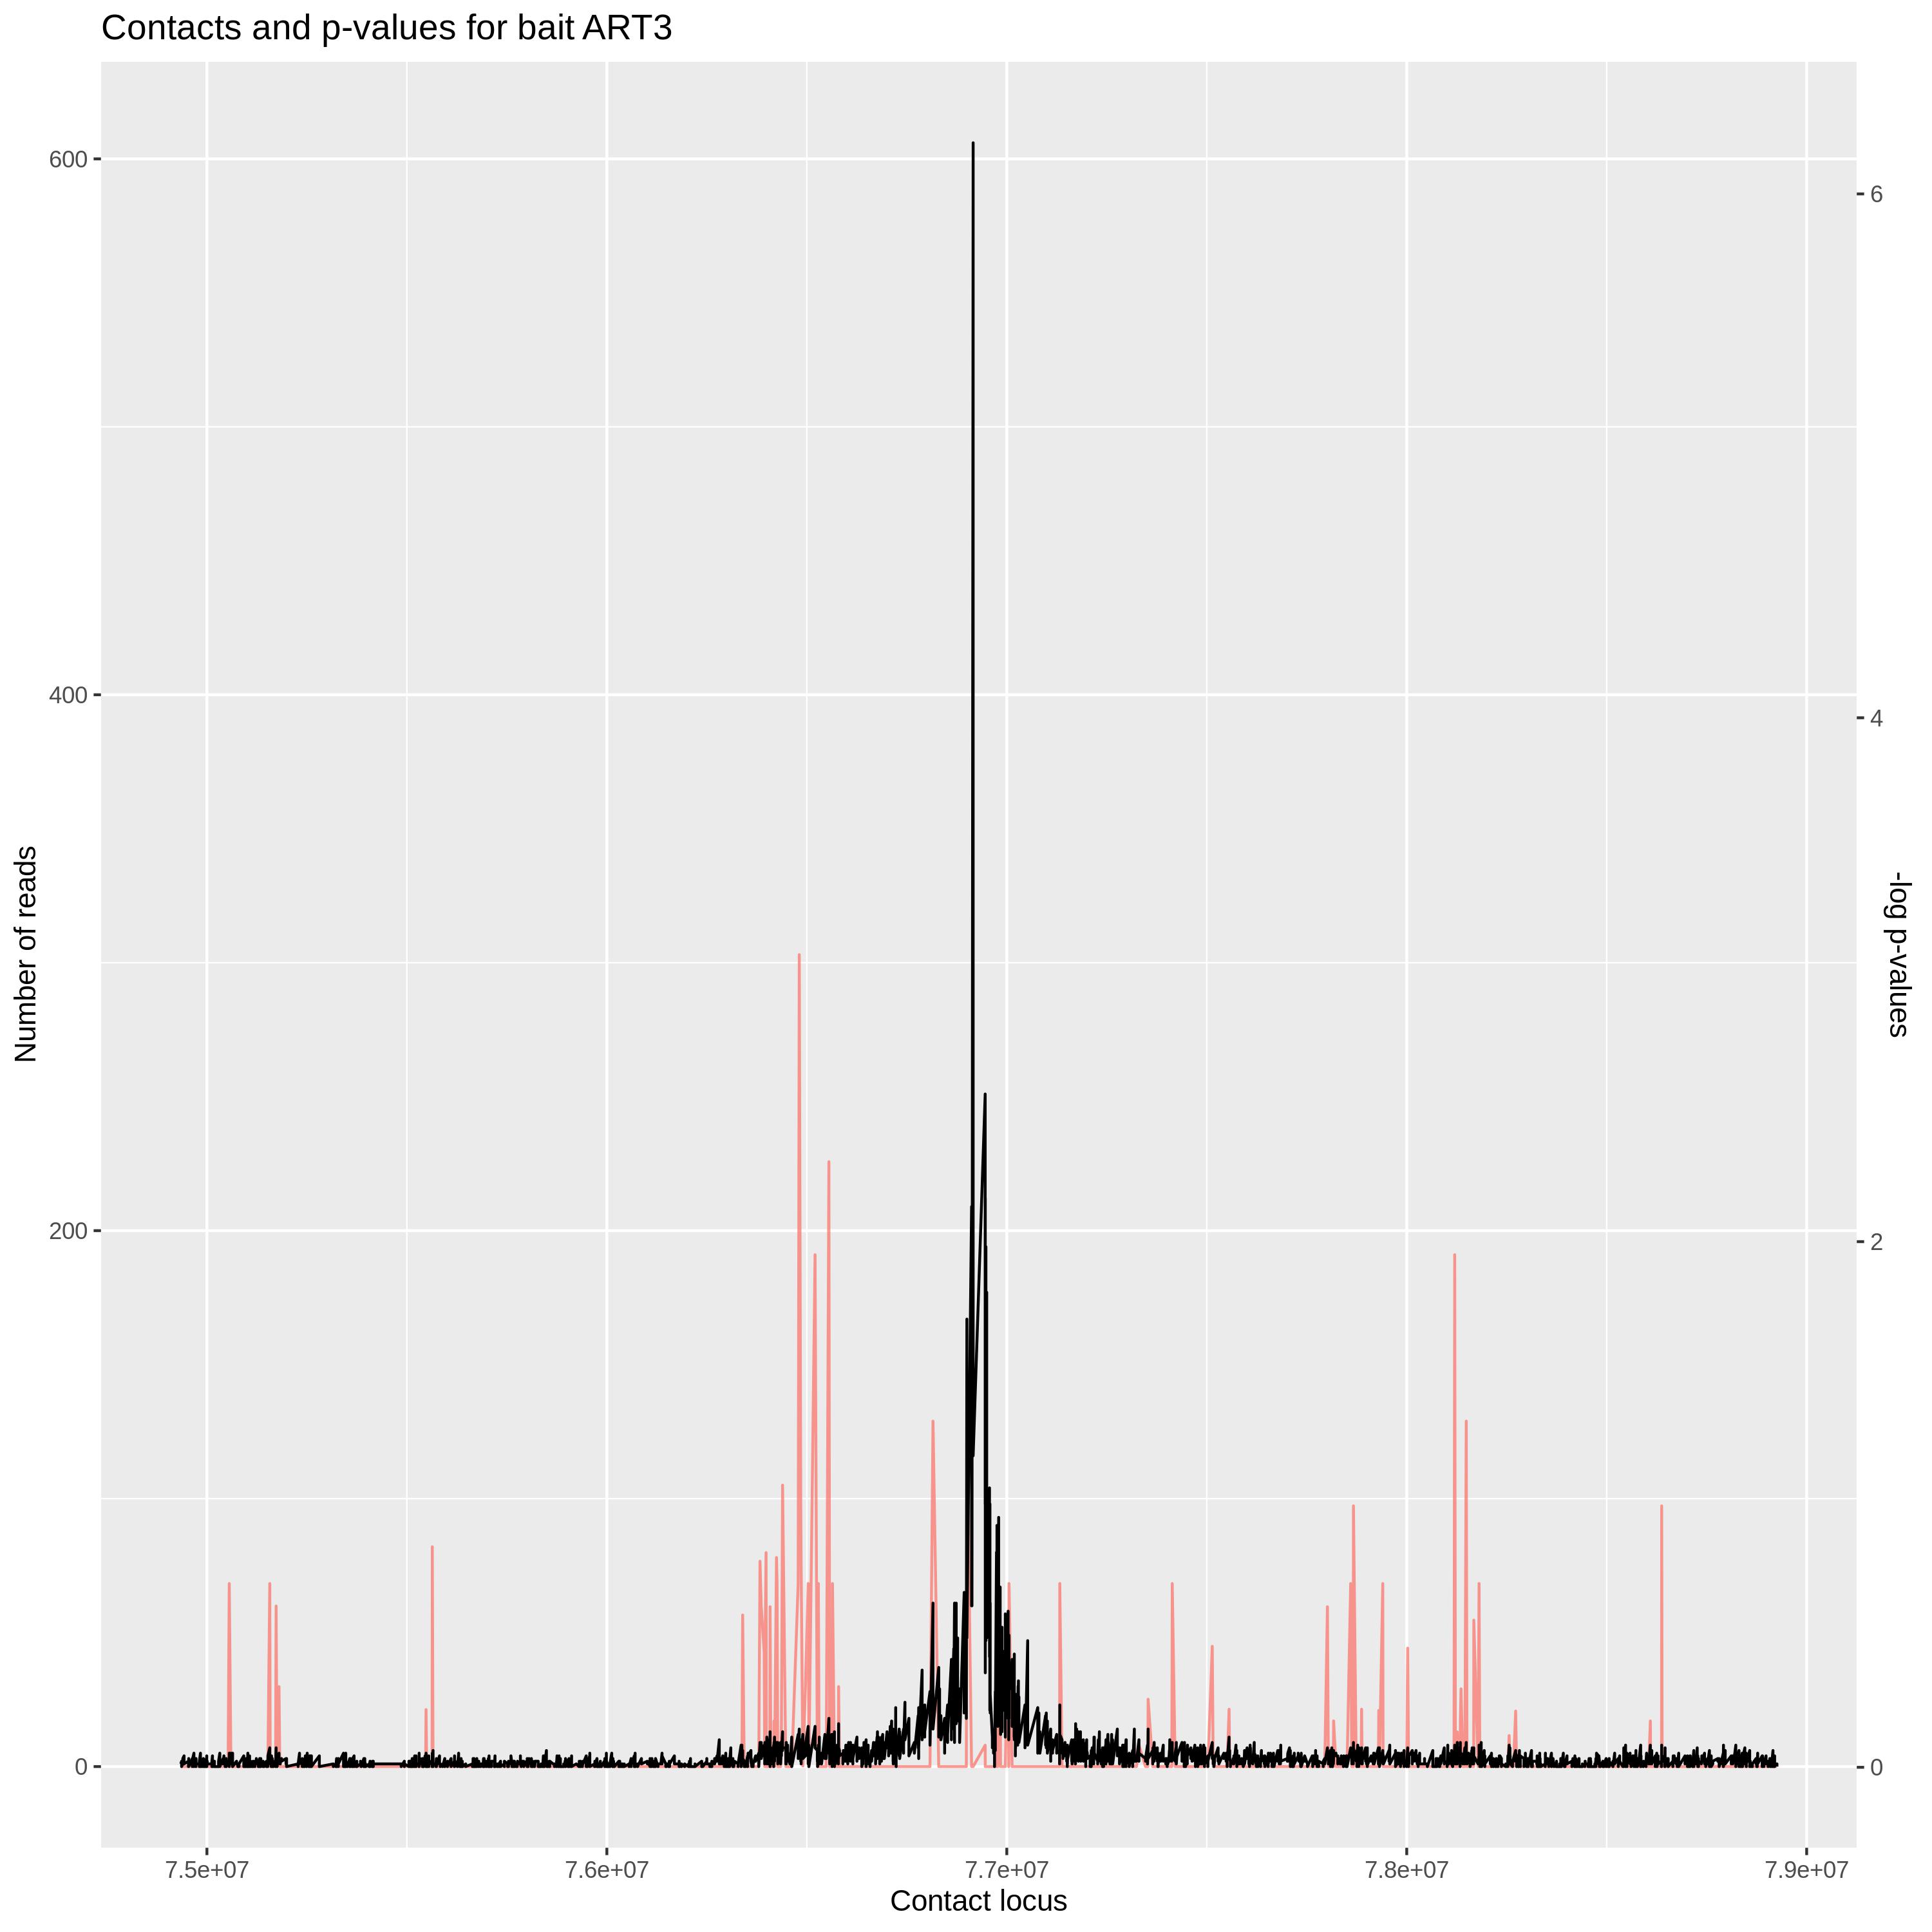 Contacts and p-values for bait ART3
600
400
200
0
6
4
2
0
Number of reads
-log p-values
7.5e+07
7.6e+07
7.7e+07
7.8e+07
7.9e+07
Contact locus